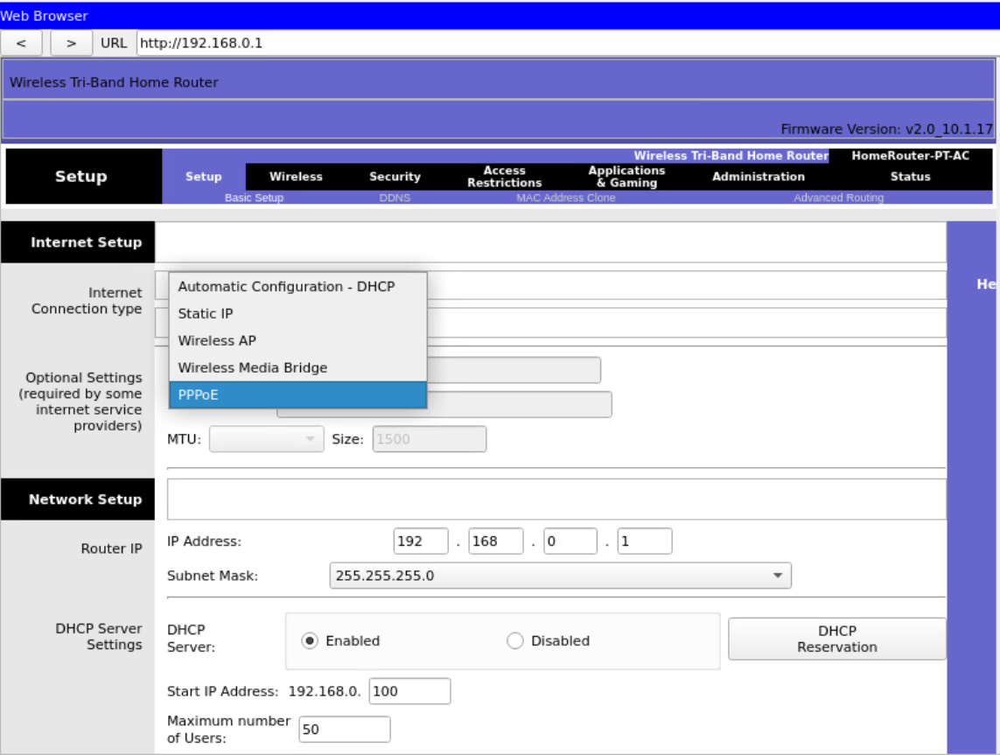 Web Browser
< > URL http://192.168.0.1
Wireless Tri-Band Home Router
Firmware Version: v2.0_10.1.17
Wireless Tri-Band Home Router HomeRouter-PT-AC
Setup
Setup Wireless Security Access Restrictions Applications & Gaming Administration Status
Basic Setup DDNS MAC Address Clone Advanced Routing
Internet Setup
Internet
Connection type
He
Automatic Configuration - DHCP
Static IP
Wireless AP
Wireless Media Bridge
PPPoE
Optional Settings
(required by some
internet service
providers)
MTU: Size: 1500
Network Setup
Router IP
IP Address: 192 . 168 . 0 . 1
Subnet Mask: 255.255.255.0
DHCP Server
Settings
DHCP
Server:
Enabled Disabled
DHCP
Reservation
Start IP Address: 192.168.0. 100
Maximum number
of Users:
50